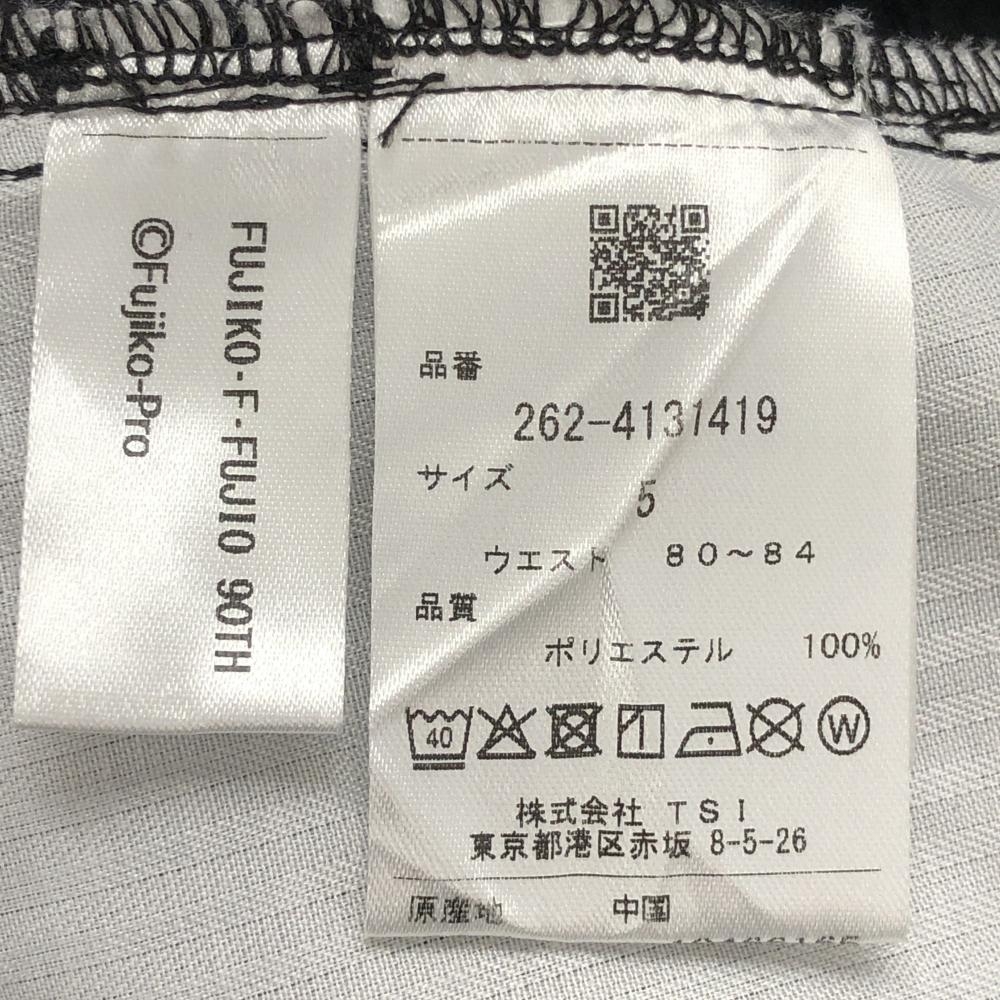 FUJIKO-F-FUJIO 90TH
©Fujiko-Pro
品番
262-4131419
サイズ
5
ウエスト 80～84
品質
ポリエステル 100%
40
W
株式会社 TSI
東京都港区赤坂 8-5-26
原産地 中国